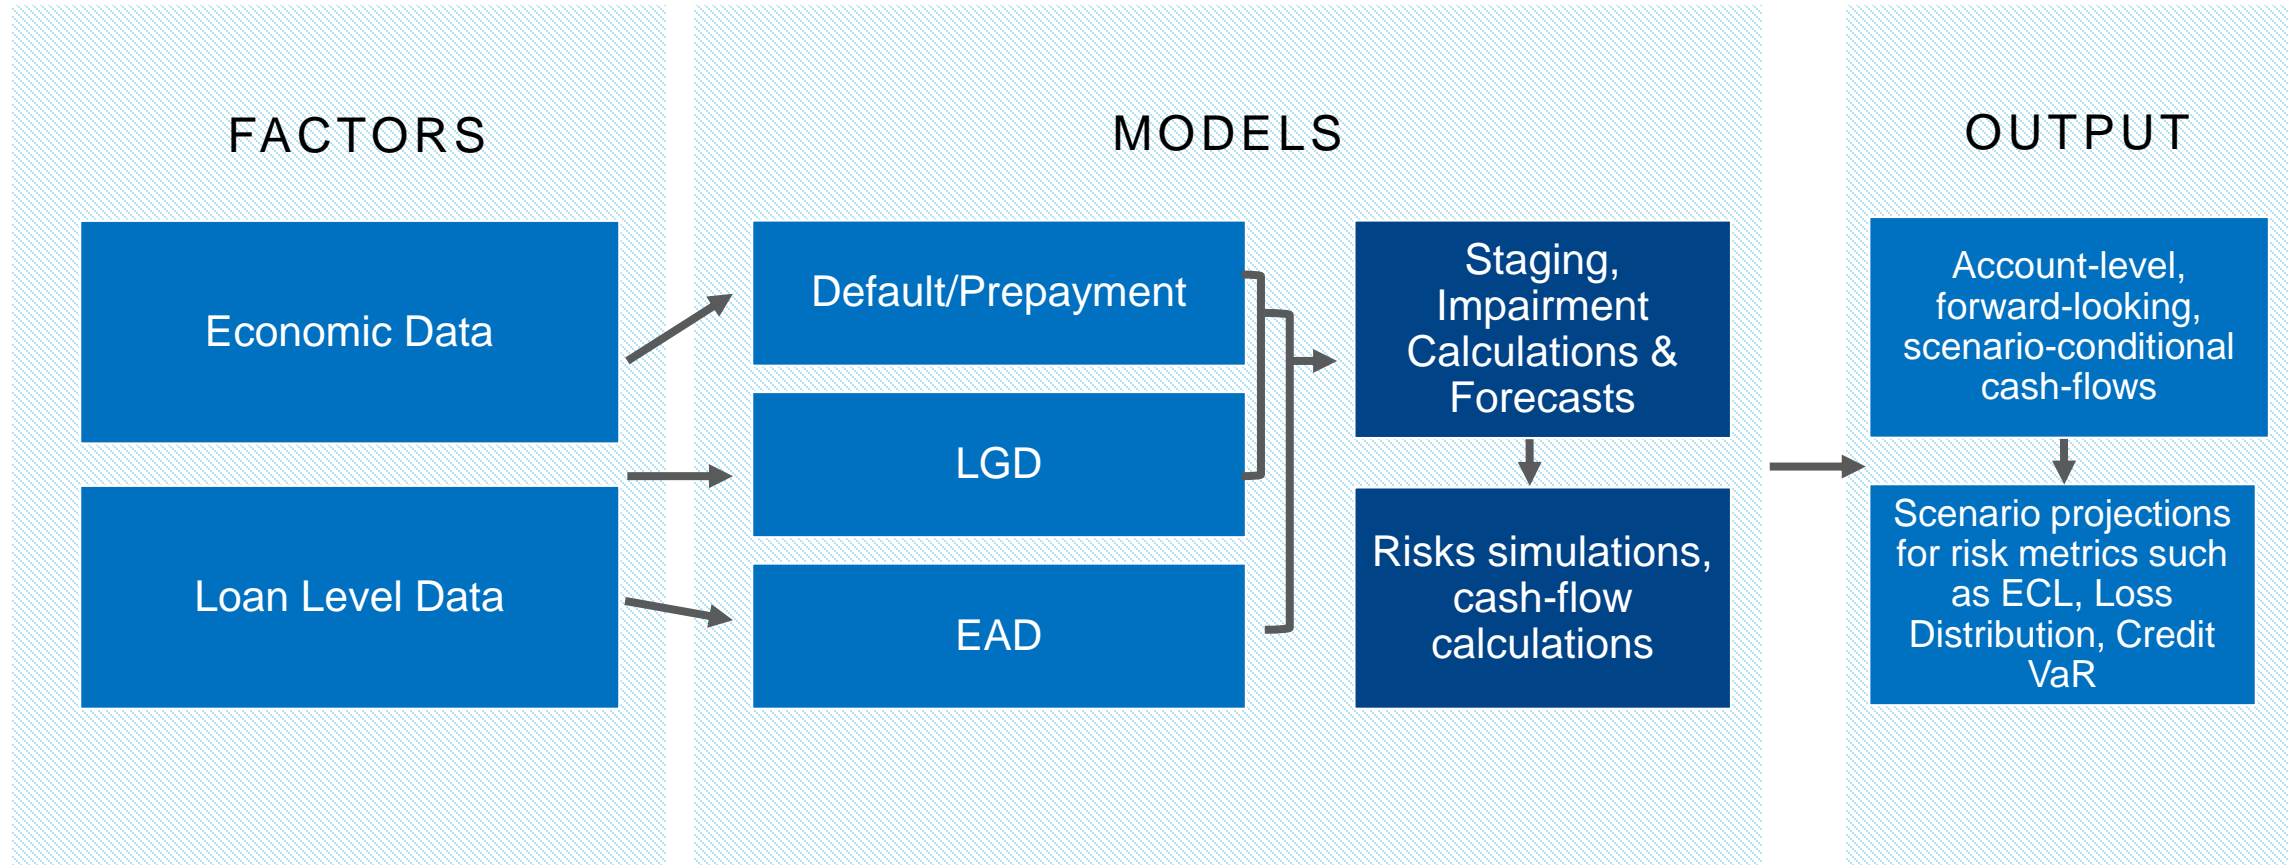 FACTORS
Economic Data
Loan Level Data
MODELS
Default/Prepayment
LGD
EAD
Staging,
Impairment
Calculations &
Forecasts
Risks simulations,
cash-flow
calculations
OUTPUT
Account-level,
forward-looking,
scenario-conditional
cash-flows
Scenario projections
for risk metrics such
as ECL, Loss
Distribution, Credit
VaR